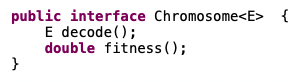 public interface Chromosome<E>  {
    E decode();
    double fitness();
}